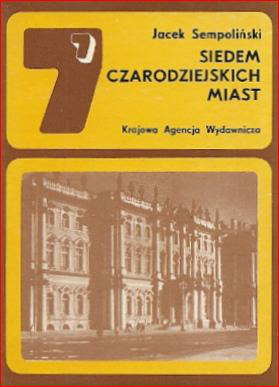 7
Jacek Sempoliński
SIEDEM
CZARODZIEJSKICH
MIAST
Krajowa Agencja Wydawnicza